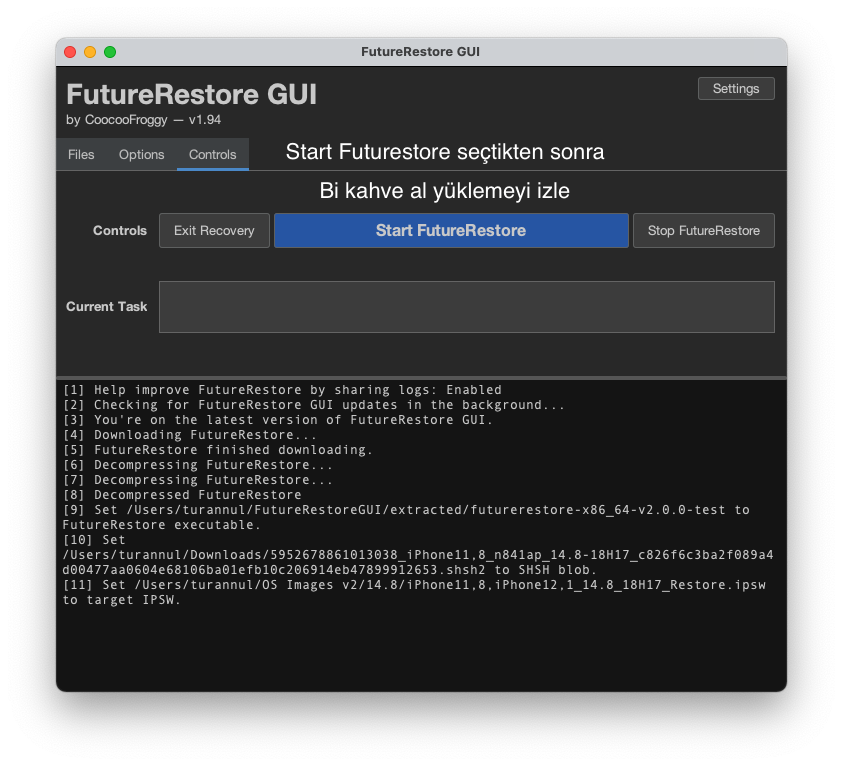 FutureRestore GUI
FutureRestore GUI
Settings
by CoocooFroggy — v1.94
Files Options Controls
Start Futurestore seçtikten sonra
Bi kahve al yüklemeyi izle
Controls Exit Recovery Start FutureRestore Stop FutureRestore
Current Task
[1] Help improve FutureRestore by sharing logs: Enabled
[2] Checking for FutureRestore GUI updates in the background...
[3] You're on the latest version of FutureRestore GUI.
[4] Downloading FutureRestore...
[5] FutureRestore finished downloading.
[6] Decompressing FutureRestore...
[7] Decompressing FutureRestore...
[8] Decompressed FutureRestore
[9] Set /Users/turannul/FutureRestoreGUI/extracted/futurerestore-x86_64-v2.0.0-test to
FutureRestore executable.
[10] Set
/Users/turannul/Downloads/5952678861013038_iPhone11,8_n841ap_14.8-18H17_c826f6c3ba2f089a4
d00477aa0604e68106ba01efb10c206914eb47899912653.shsh2 to SHSH blob.
[11] Set /Users/turannul/OS Images v2/14.8/iPhone11,8,iPhone12,1_14.8_18H17_Restore.ipsw
to target IPSW.